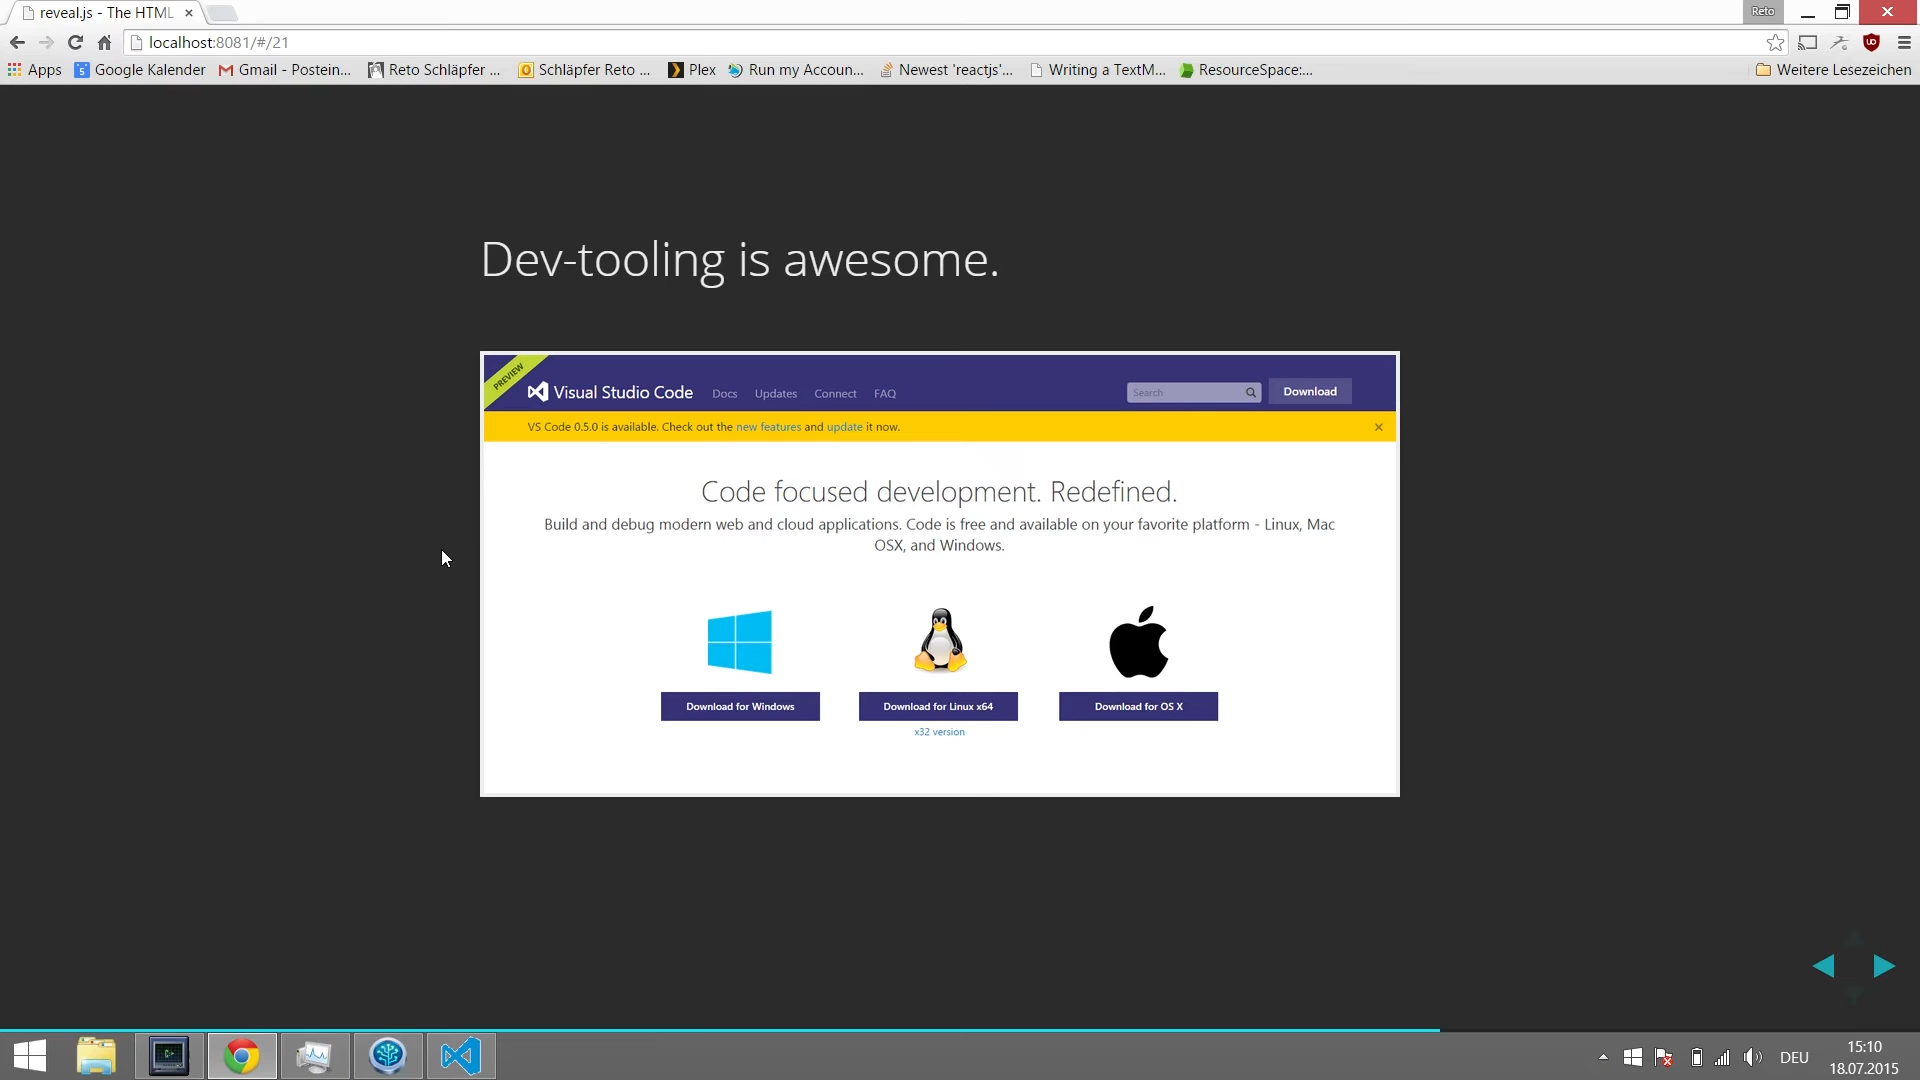 reveal.js - The HTML
Reto
localhost:8081/#/21
Apps
5
Google Kalender
Gmail - Postein...
Reto Schläpfer ...
Schläpfer Reto ...
Plex
Run my Accoun...
Newest 'reactjs'...
Writing a TextM...
ResourceSpace:...
Weitere Lesezeichen
Dev-tooling is awesome.
PREVIEW
Visual Studio Code
Docs
Updates
Connect
FAQ
Search
Download
VS Code 0.5.0 is available. Check out the new features and update it now.
Code focused development. Redefined.
Build and debug modern web and cloud applications. Code is free and available on your favorite platform - Linux, Mac
OSX, and Windows.
Download for Windows
Download for Linux x64
Download for OS X
x32 version
DEU
15:10
18.07.2015